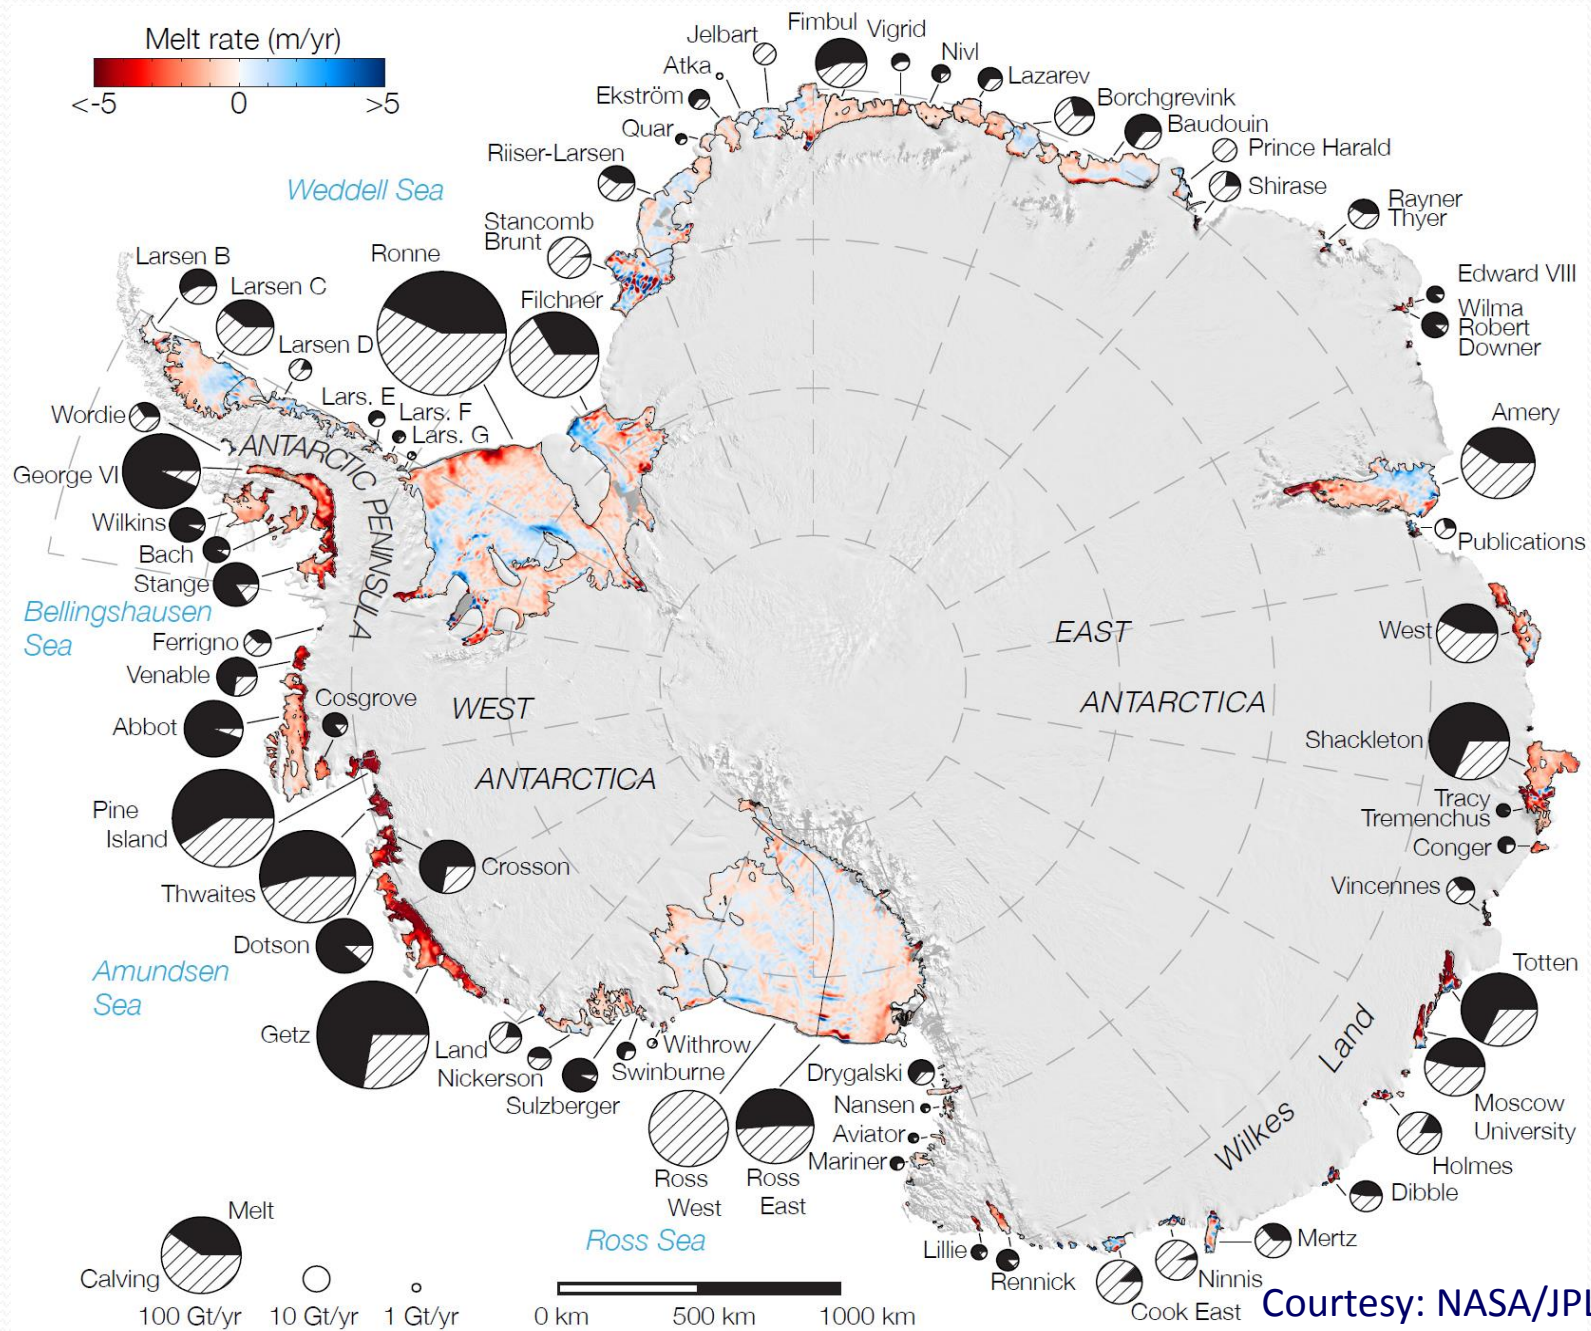 Melt rate (m/yr)
<-5 0 >5
Fimbul
Vigrid
Jelbart
Nivl
Atka
Lazarev
Ekström
Borchgrevink
Quar
Baudouin
Prince Harald
Riiser-Larsen
Shirase
Weddell Sea
Rayner
Thyer
Stancomb
Brunt
Ronne
Larsen B
Edward VIII
Larsen C
Filchner
Wilma
Robert
Downer
Larsen D
Lars. E
Lars. F
Lars. G
Wordie
Amery
ANTARCTIC PENINSULA
George VI
Wilkins
Bach
Publications
Stange
Bellingshausen
Sea
Ferrigno
EAST
West
Venable
Cosgrove
WEST
ANTARCTICA
Abbot
Shackleton
ANTARCTICA
Pine
Island
Tracy
Tremenchus
Conger
Crosson
Vincennes
Thwaites
Dotson
Totten
Amundsen
Sea
Getz
Land
Nickerson
Withrow
Swinburne
Sulzberger
Drygalski
Nansen
Aviator
Mariner
Wilkes Land
Moscow
University
Holmes
Dibble
Ross
West
Ross
East
Ross Sea
Lillie
Rennick
Mertz
Ninnis
Cook East
Melt
Calving
100 Gt/yr 10 Gt/yr 1 Gt/yr
0 km 500 km 1000 km
Courtesy: NASA/JPL